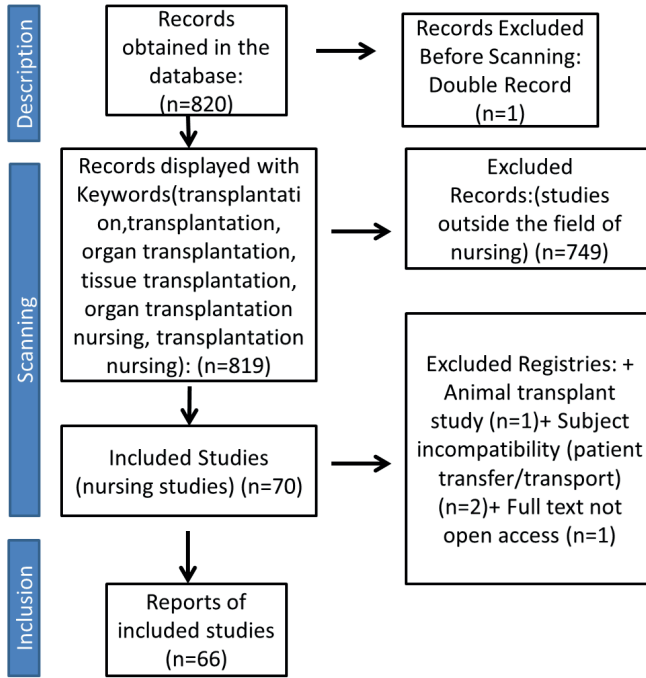 Description
Records
obtained in the
database:
(n=820)
Records Excluded
Before Scanning:
Double Record
(n=1)
Scanning
Records displayed with
Keywords(transplantati
on,transplantation,
organ transplantation,
tissue transplantation,
organ transplantation
nursing, transplantation
nursing): (n=819)
Excluded
Records:(studies
outside the field of
nursing) (n=749)
Included Studies
(nursing studies) (n=70)
Excluded Registries: +
Animal transplant
study (n=1)+ Subject
incompatibility (patient
transfer/transport)
(n=2)+ Full text not
open access (n=1)
Inclusion
Reports of
included studies
(n=66)